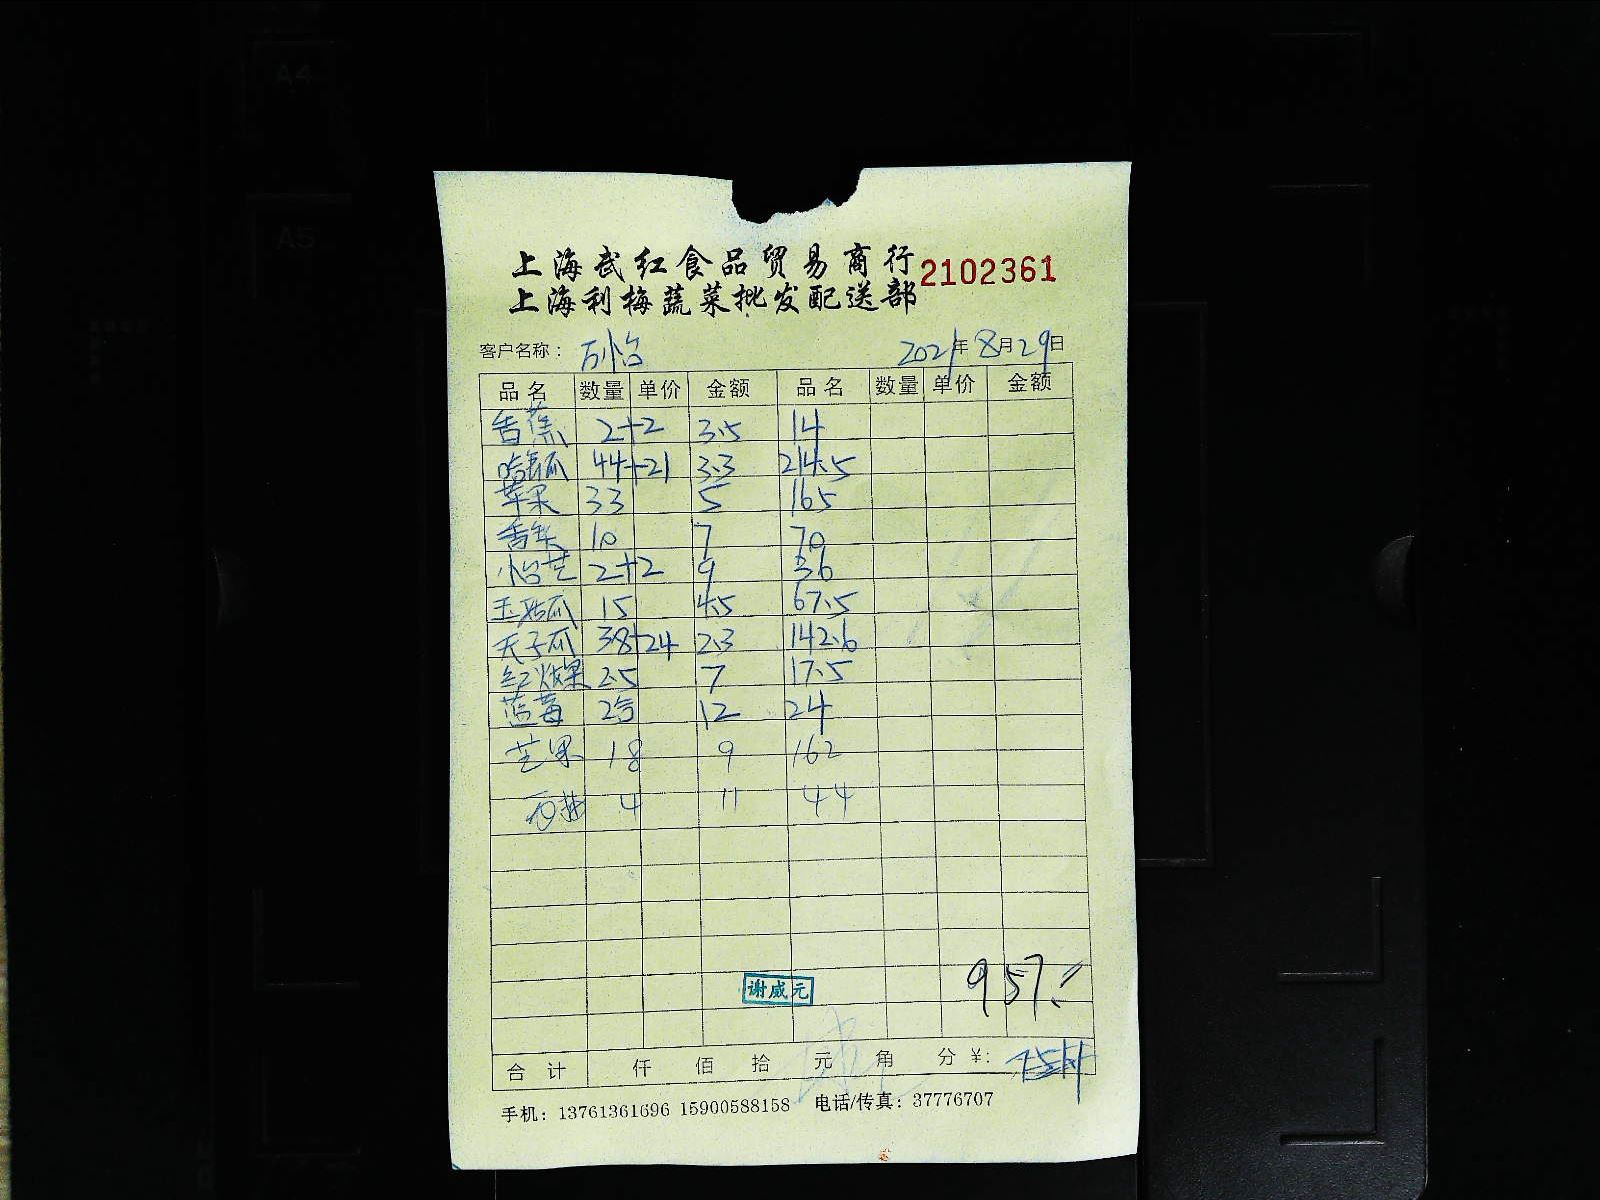 A4
A5
上海武红食品贸易商行 2102361
上海利梅蔬菜批发配送部
客户名称： 万怡 2021年8月29日
品名 数量 单价 金额 品名 数量 单价 金额
香蕉 2+2 3.5 14
哈密瓜 44+21 3.3 214.5
苹果 33 5 165
香梨 10 7 70
2+2 9 36
玉姑瓜 15 4.5 67.5
天子瓜 38+24 2.3 142.6
红火龙果 2.5 7 17.5
蓝莓 2合 12 24
芒果 18 9 162
4 11 44
957.
谢威元
合计 仟 佰 拾 元 角 分 ¥:
手机：13761361696 15900588158 电话/传真：37776707